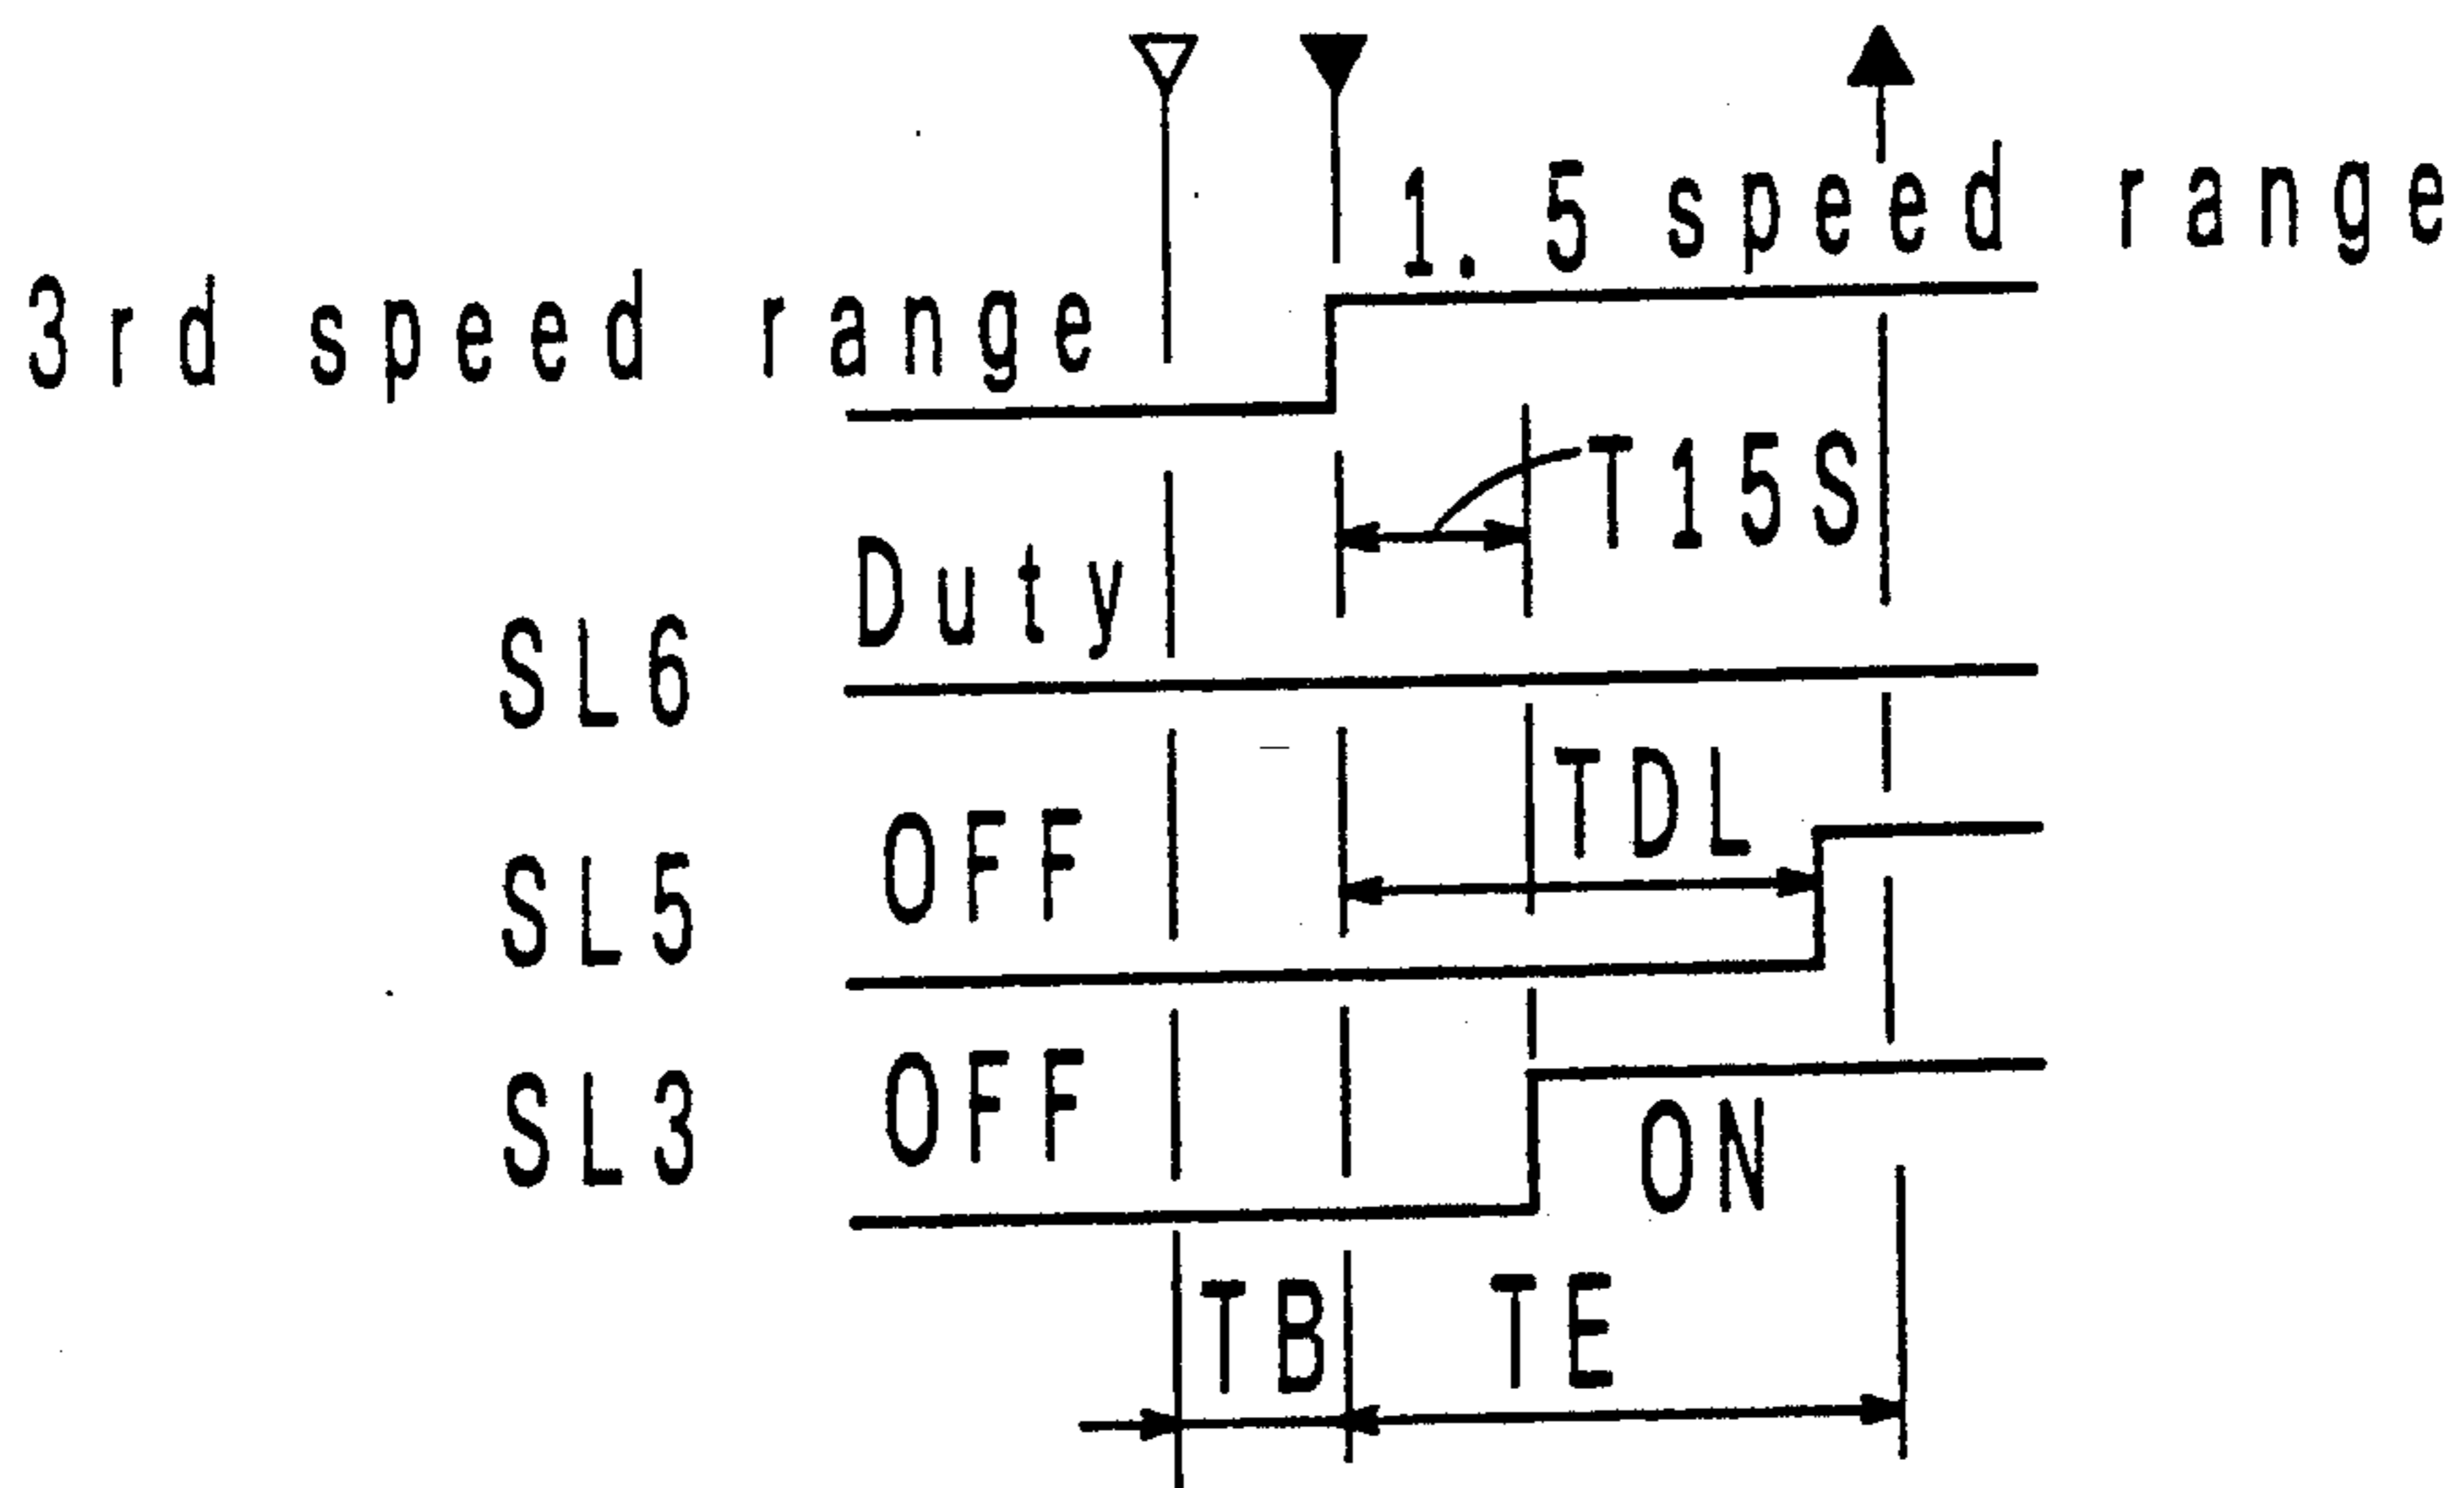 1.5 speed range
3rd speed range
T15S
Duty
SL6
TDL
OFF
SL5
OFF
SL3
ON
TB TE